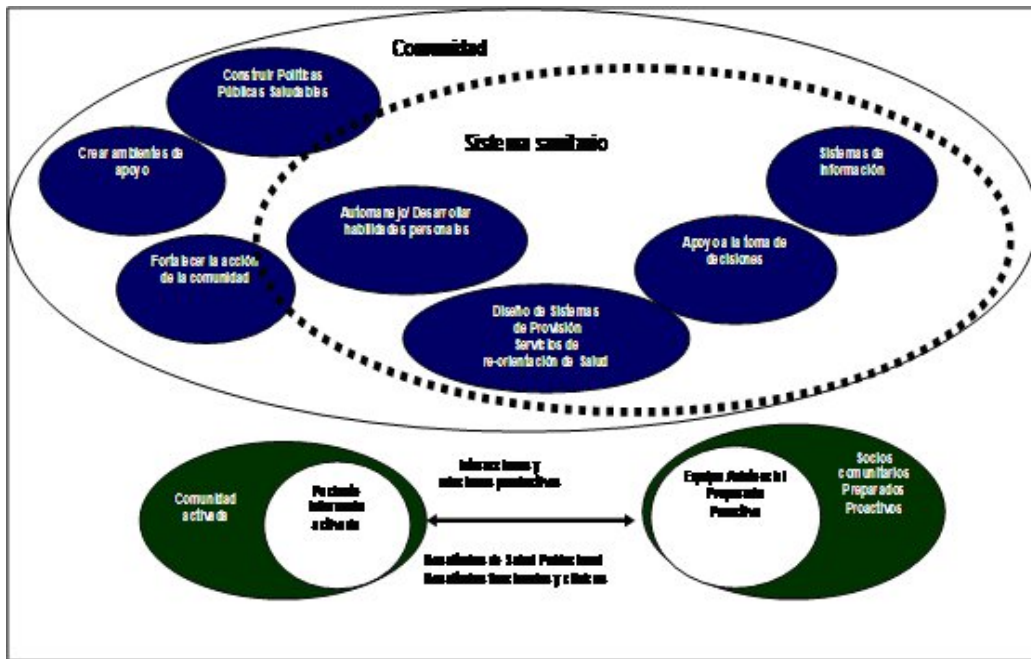 Comunidad
Construir Políticas
Públicas Saludables
Crear ambientes de
apoyo
Sistema sanitario
Sistemas de
Información
Automanejo/ Desarrollar
habilidades personales
Apoyo a la toma de
decisiones
Fortalecer la acción
de la comunidad
Diseño de Sistemas
de Provisión
Servicios de
re-orientación de Salud
Comunidad
activada
Paciente
Informado
activado
Interacciones y
relaciones productivas
Equipo Asistencial
Preparado
Proactivo
Socios
comunitarios
Preparados
Proactivos
Resultados de Salud Poblacional
Resultados funcionales y clínicos